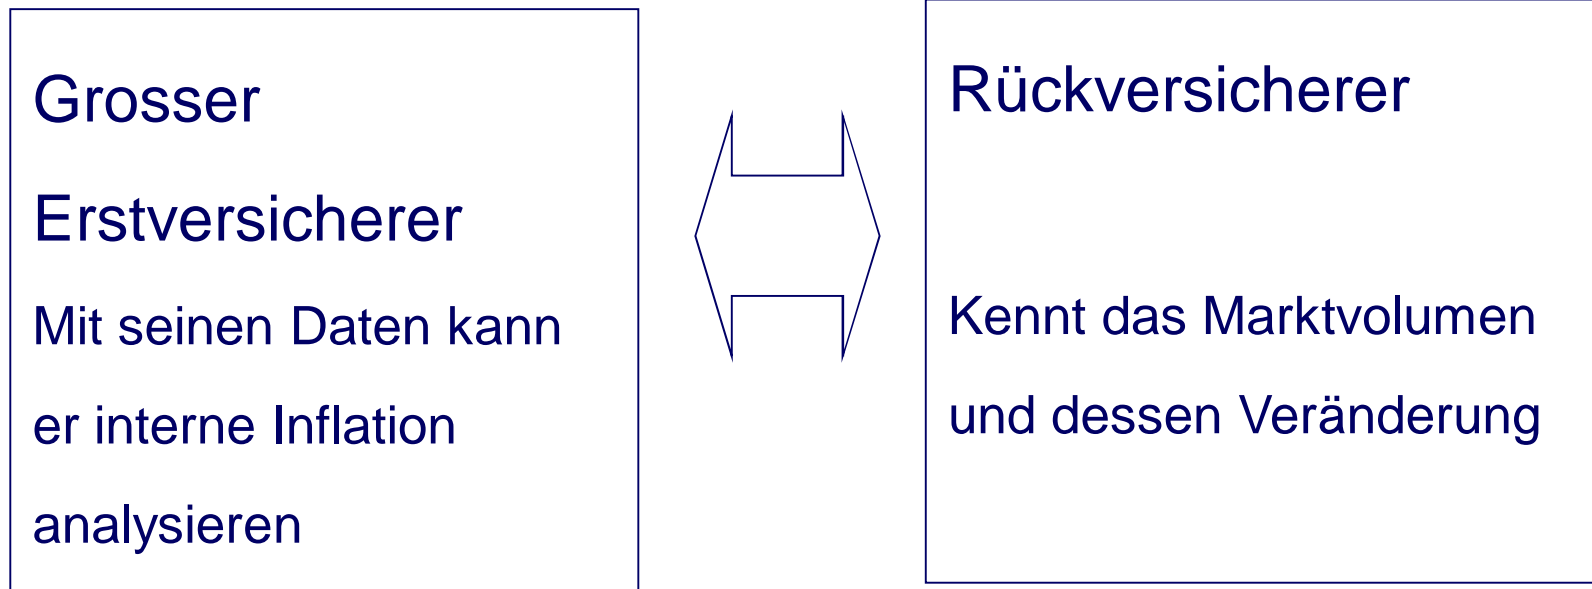 Grosser
Erstversicherer
Mit seinen Daten kann
er interne Inflation
analysieren
Rückversicherer
Kennt das Marktvolumen
und dessen Veränderung